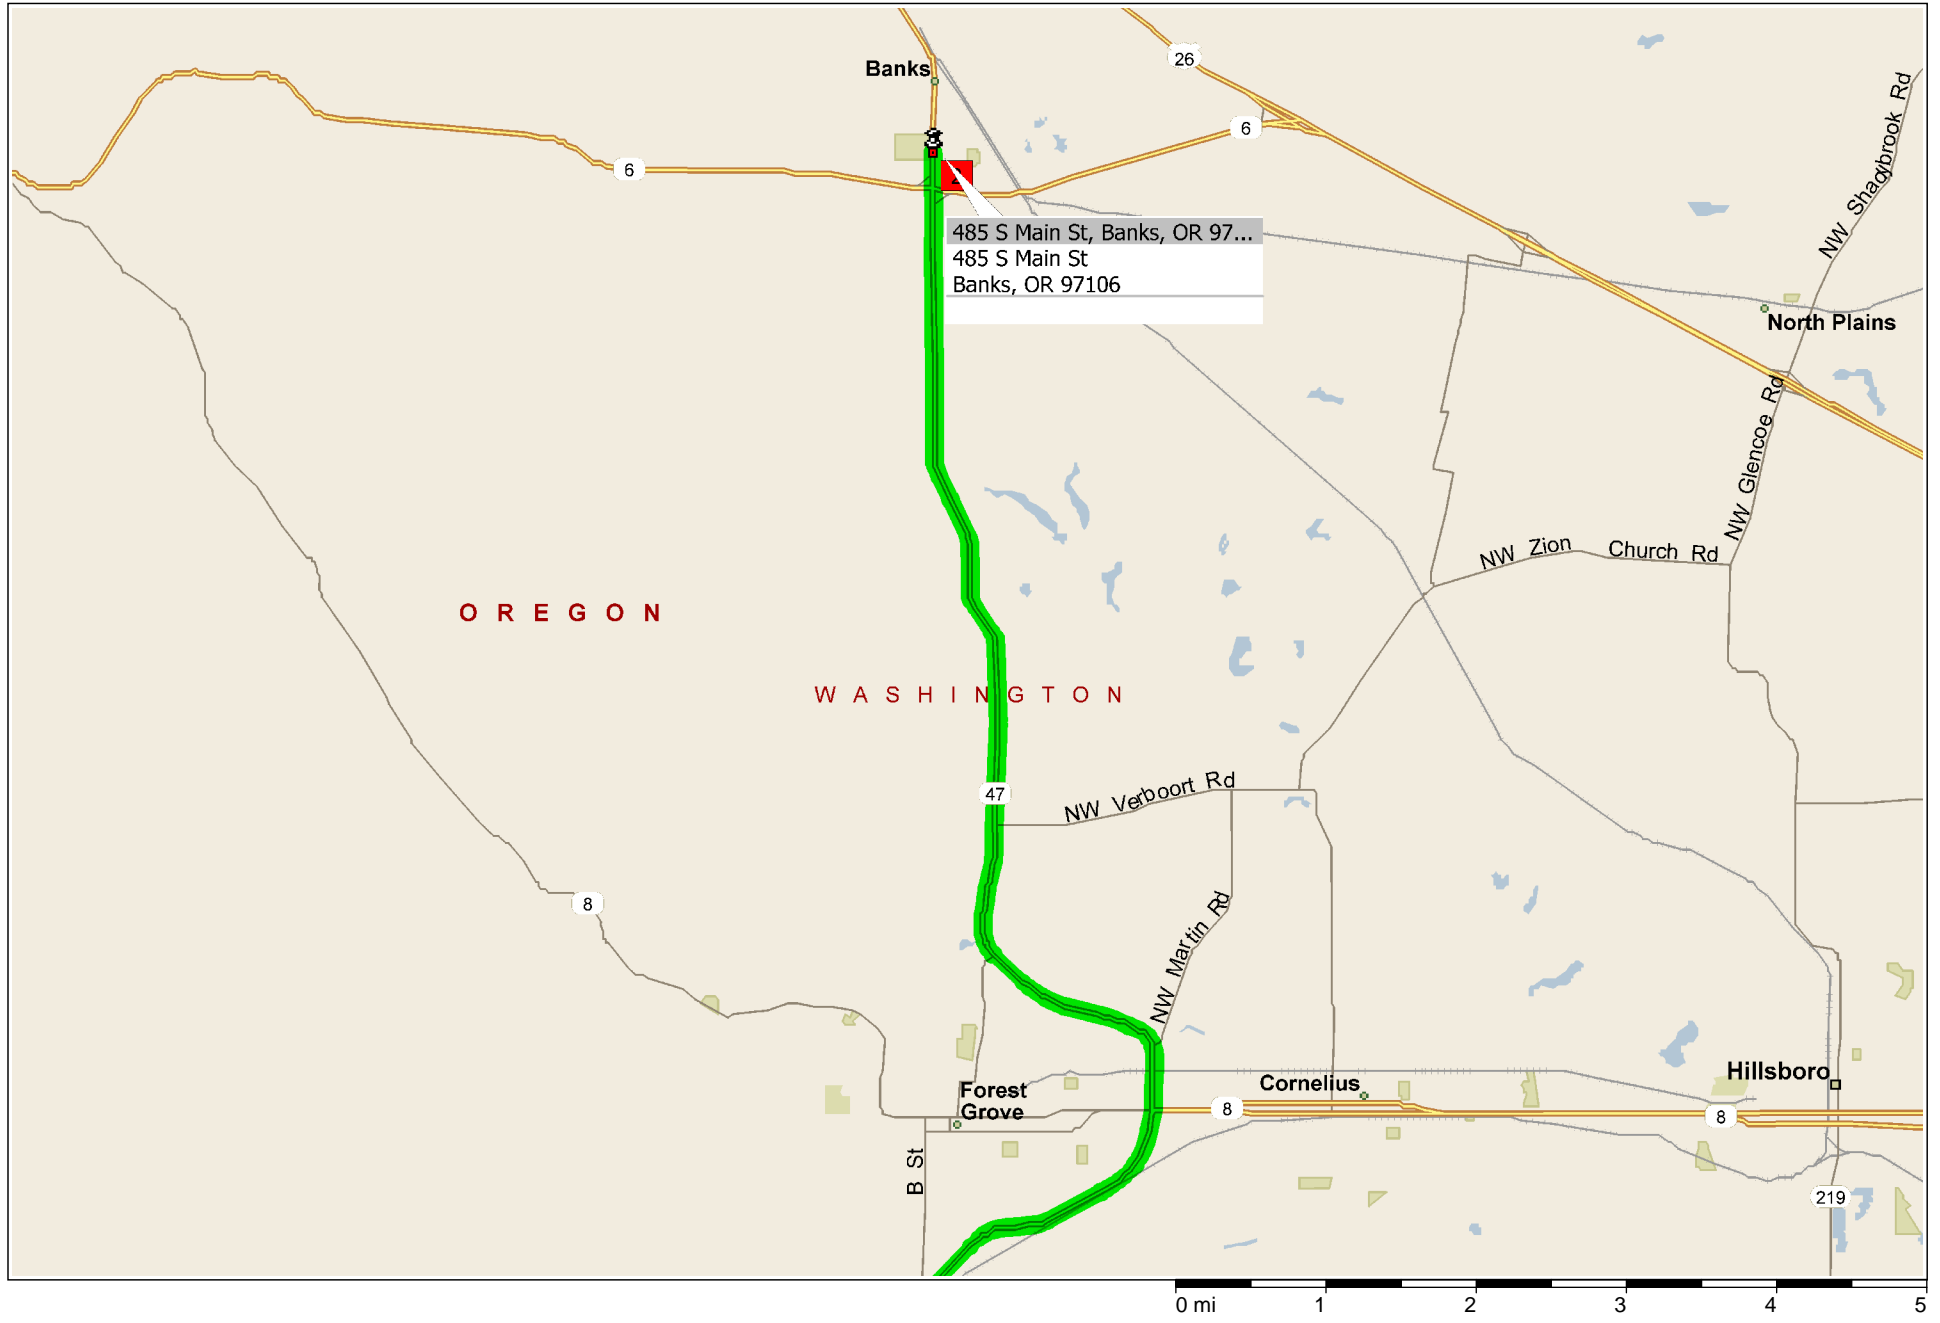 26
Banks
6
6
2
485 S Main St, Banks, OR 97...
485 S Main St
Banks, OR 97106
NW Shadybrook Rd
North Plains
NW Glencoe Rd
NW Zion Church Rd
OREGON
WASHINGTON
47
NW Verboort Rd
8
NW Martin Rd
Forest
Grove
Cornelius
Hillsboro
8
8
B St
219
0 mi 1 2 3 4 5